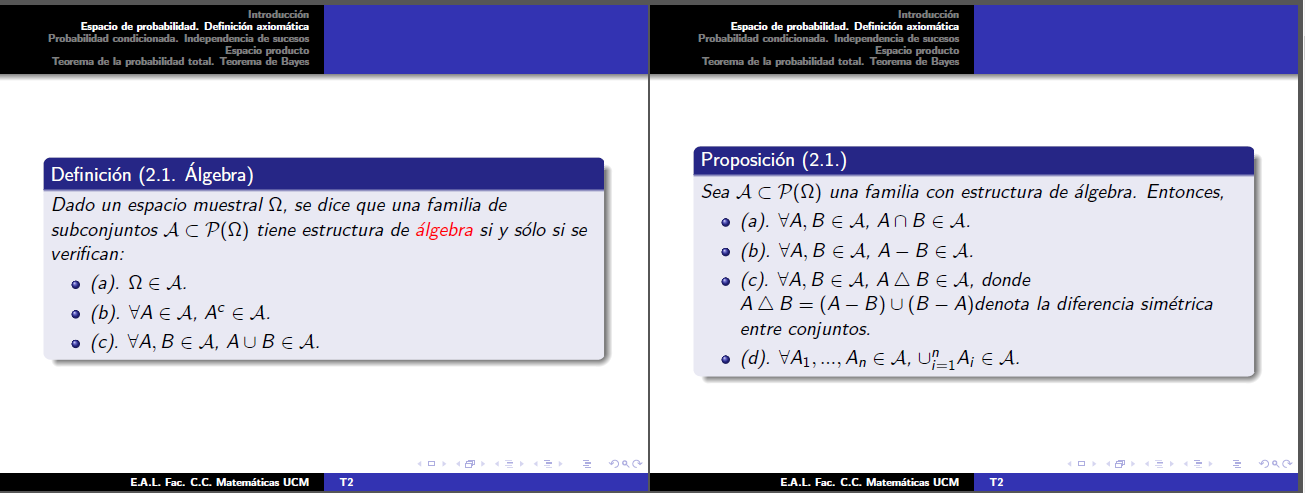 Introducción
Espacio de probabilidad. Definición axiomática
Probabilidad condicionada. Independencia de sucesos
Espacio producto
Teorema de la probabilidad total. Teorema de Bayes
Definición (2.1. Álgebra)
Dado un espacio muestral Ω, se dice que una familia de
subconjuntos 𝒜 ⊂ 𝒫(Ω) tiene estructura de álgebra si y sólo si se
verifican:
(a). Ω ∈ 𝒜.
(b). ∀A ∈ 𝒜, Aᶜ ∈ 𝒜.
(c). ∀A, B ∈ 𝒜, A ∪ B ∈ 𝒜.
E.A.L. Fac. C.C. Matemáticas UCM T2
Introducción
Espacio de probabilidad. Definición axiomática
Probabilidad condicionada. Independencia de sucesos
Espacio producto
Teorema de la probabilidad total. Teorema de Bayes
Proposición (2.1.)
Sea 𝒜 ⊂ 𝒫(Ω) una familia con estructura de álgebra. Entonces,
(a). ∀A, B ∈ 𝒜, A ∩ B ∈ 𝒜.
(b). ∀A, B ∈ 𝒜, A − B ∈ 𝒜.
(c). ∀A, B ∈ 𝒜, A △ B ∈ 𝒜, donde
A △ B = (A − B) ∪ (B − A)denota la diferencia simétrica
entre conjuntos.
(d). ∀A₁, ..., Aₙ ∈ 𝒜, ∪ⁿᵢ₌₁Aᵢ ∈ 𝒜.
E.A.L. Fac. C.C. Matemáticas UCM T2